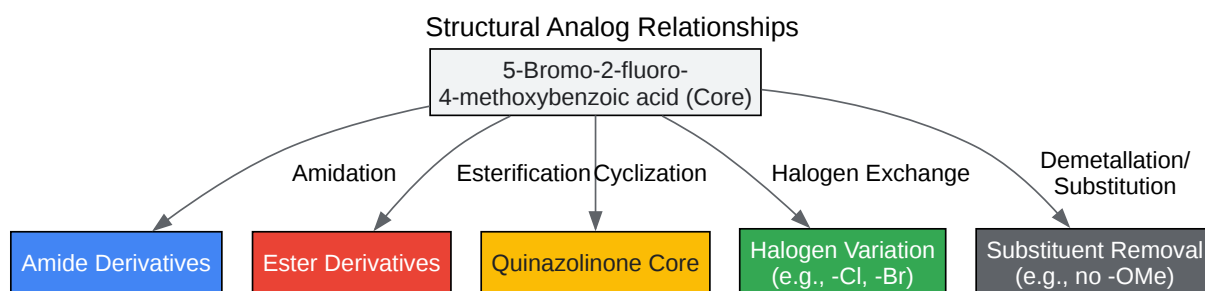 Structural Analog Relationships
5-Bromo-2-fluoro-
4-methoxybenzoic acid (Core)
Amidation
Esterification
Cyclization
Halogen Exchange
Demetallation/
Substitution
Amide Derivatives
Ester Derivatives
Quinazolinone Core
Halogen Variation
(e.g., -Cl, -Br)
Substituent Removal
(e.g., no -OMe)